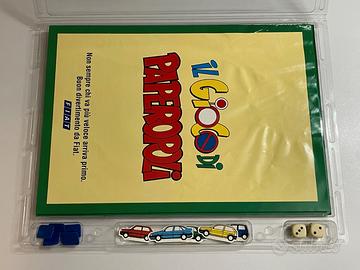 il Gioco Di
PAPEROPOLI
Non sempre chi va più veloce arriva primo.
Buon divertimento da Fiat.
FIAT